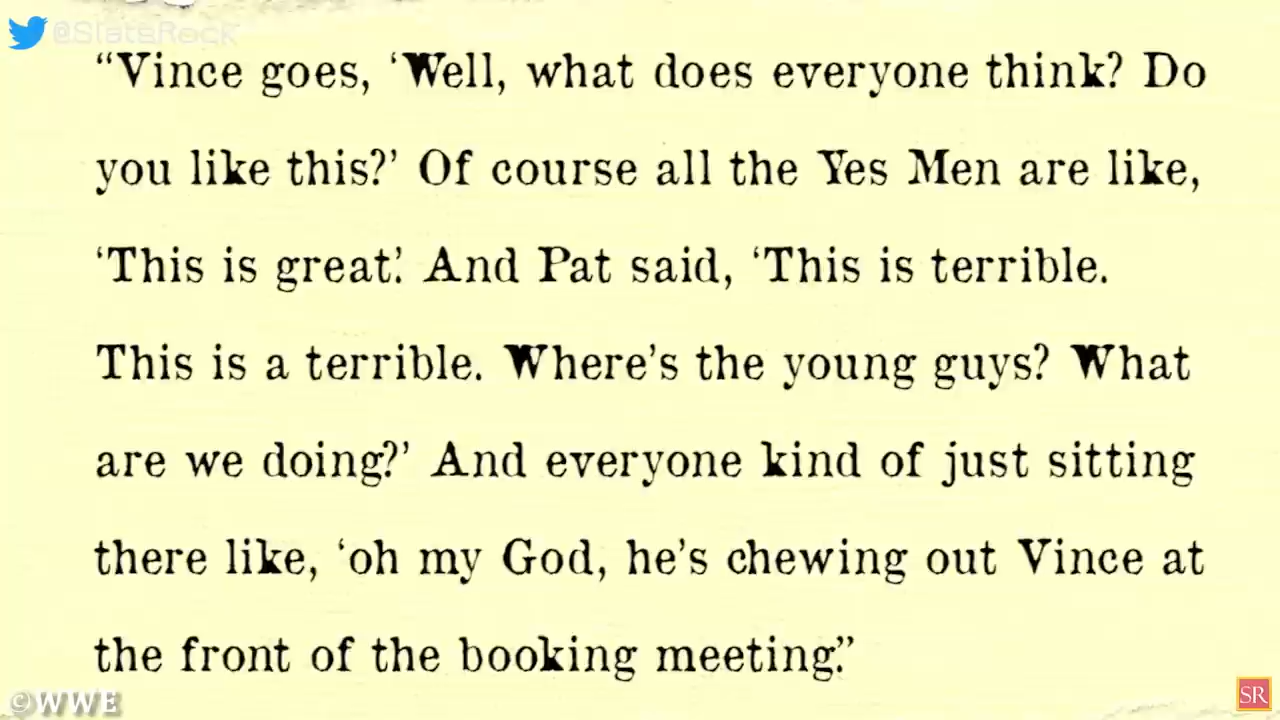 @SlateRock
“Vince goes, ‘Well, what does everyone think? Do
you like this?’ Of course all the Yes Men are like,
‘This is great.’ And Pat said, ‘This is terrible.
This is a terrible. Where’s the young guys? What
are we doing?’ And everyone kind of just sitting
there like, ‘oh my God, he’s chewing out Vince at
the front of the booking meeting.”
©WWE
SR